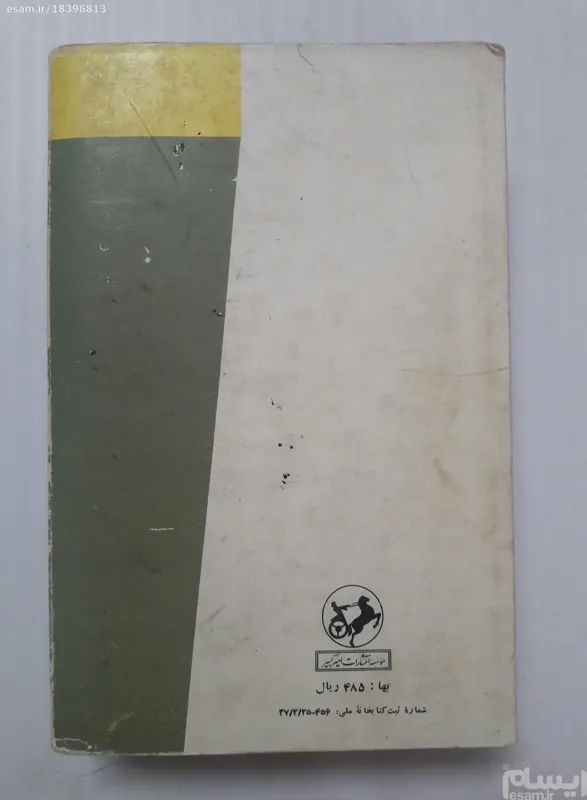 esam.ir/18396813
مؤسسه انتشارات امیرکبیر
بها: ۴۸۵ ریال
شمارهٔ ثبت کتابخانهٔ ملی: ۴۵۶-۳۷/۲/۲۵
ایسام
esam.ir